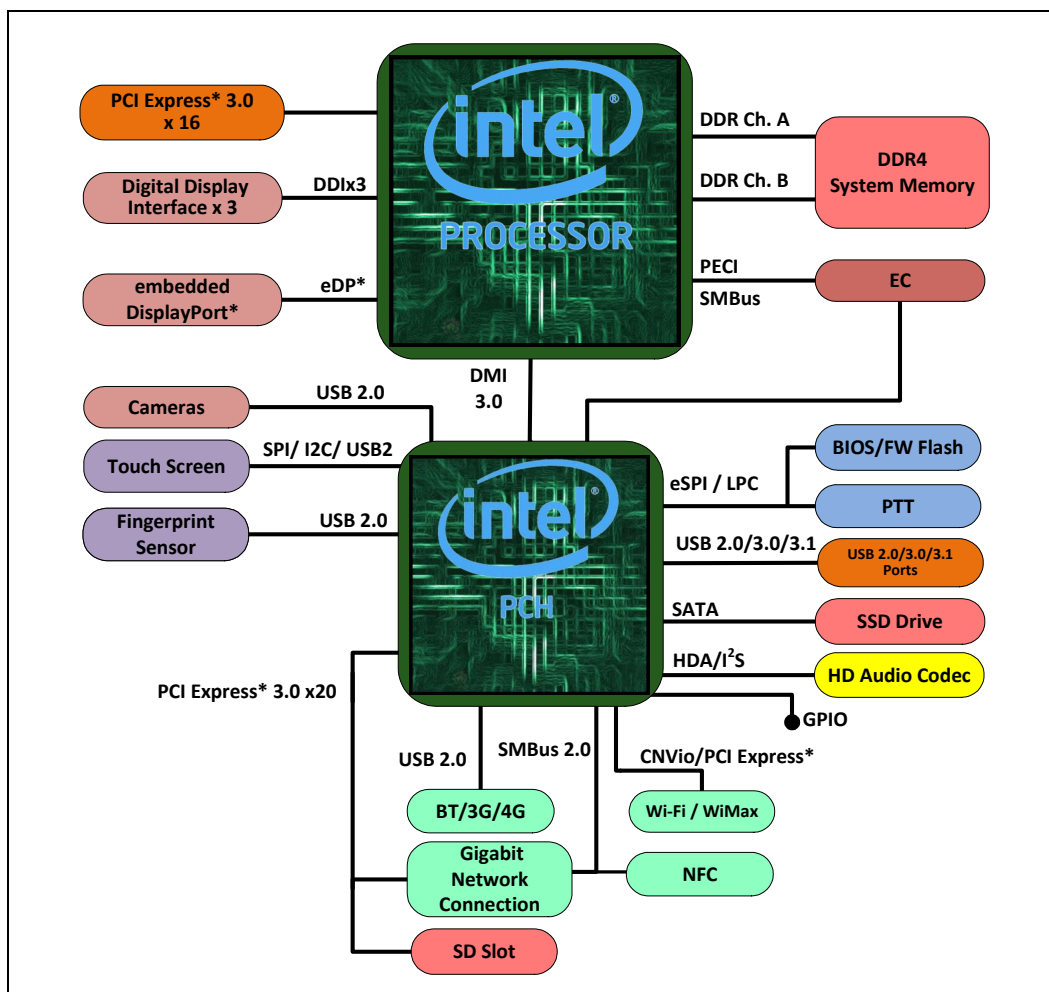 PCI Express* 3.0
x 16
Digital Display
Interface x 3
DDIx3
embedded
DisplayPort*
eDP*
intel®
PROCESSOR
DDR Ch. A
DDR Ch. B
DDR4
System Memory
PECI
SMBus
EC
DMI
3.0
Cameras
USB 2.0
Touch Screen
SPI/ I2C/ USB2
Fingerprint
Sensor
USB 2.0
intel®
PCH
eSPI / LPC
BIOS/FW Flash
PTT
USB 2.0/3.0/3.1
USB 2.0/3.0/3.1
Ports
SATA
SSD Drive
HDA/I²S
HD Audio Codec
GPIO
PCI Express* 3.0 x20
USB 2.0
SMBus 2.0
CNVio/PCI Express*
BT/3G/4G
Wi-Fi / WiMax
Gigabit
Network
Connection
NFC
SD Slot